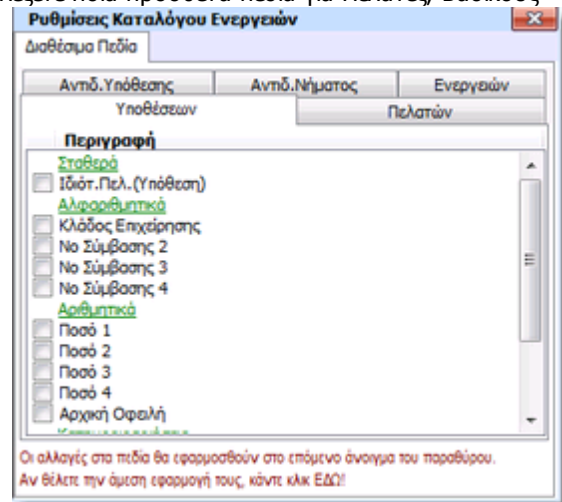 Ρυθμίσεις Καταλόγου Ενεργειών
Διαθέσιμα Πεδία
Αντιδ.Υπόθεσης Αντιδ.Νήματος Ενεργειών
Υποθέσεων Πελατών
Περιγραφή
Σταθερά
Ιδιότ.Πελ.(Υπόθεση)
Αλφαριθμητικά
Κλάδος Επιχείρησης
Νο Σύμβασης 2
Νο Σύμβασης 3
Νο Σύμβασης 4
Αριθμητικά
Ποσό 1
Ποσό 2
Ποσό 3
Ποσό 4
Αρχική Οφειλή
Οι αλλαγές στα πεδία θα εφαρμοσθούν στο επόμενο άνοιγμα του παραθύρου.
Αν θέλετε την άμεση εφαρμογή τους, κάντε κλικ ΕΔΩ!